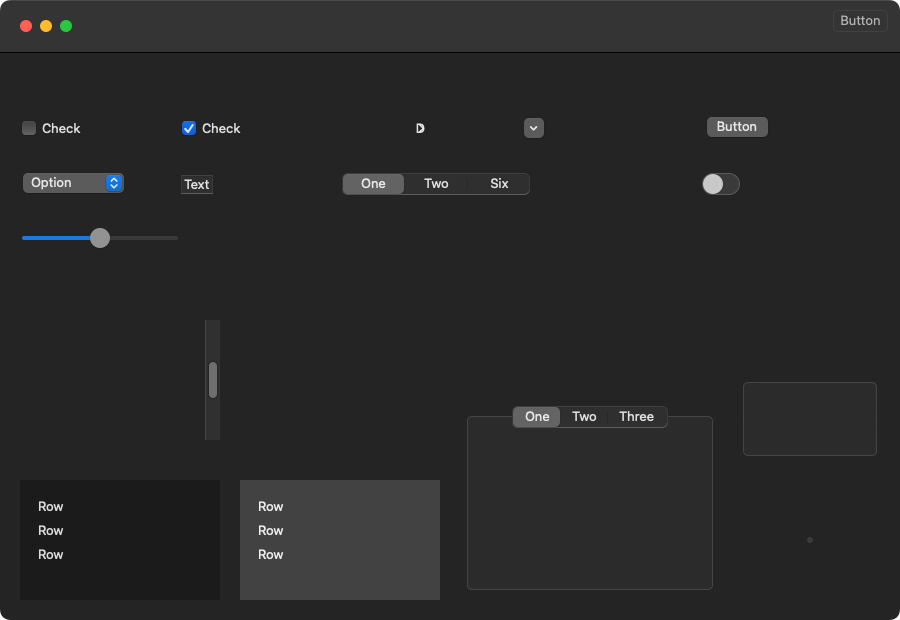 Button
Check
Check
D
Button
Option
Text
One Two Six
One Two Three
Row
Row
Row
Row
Row
Row